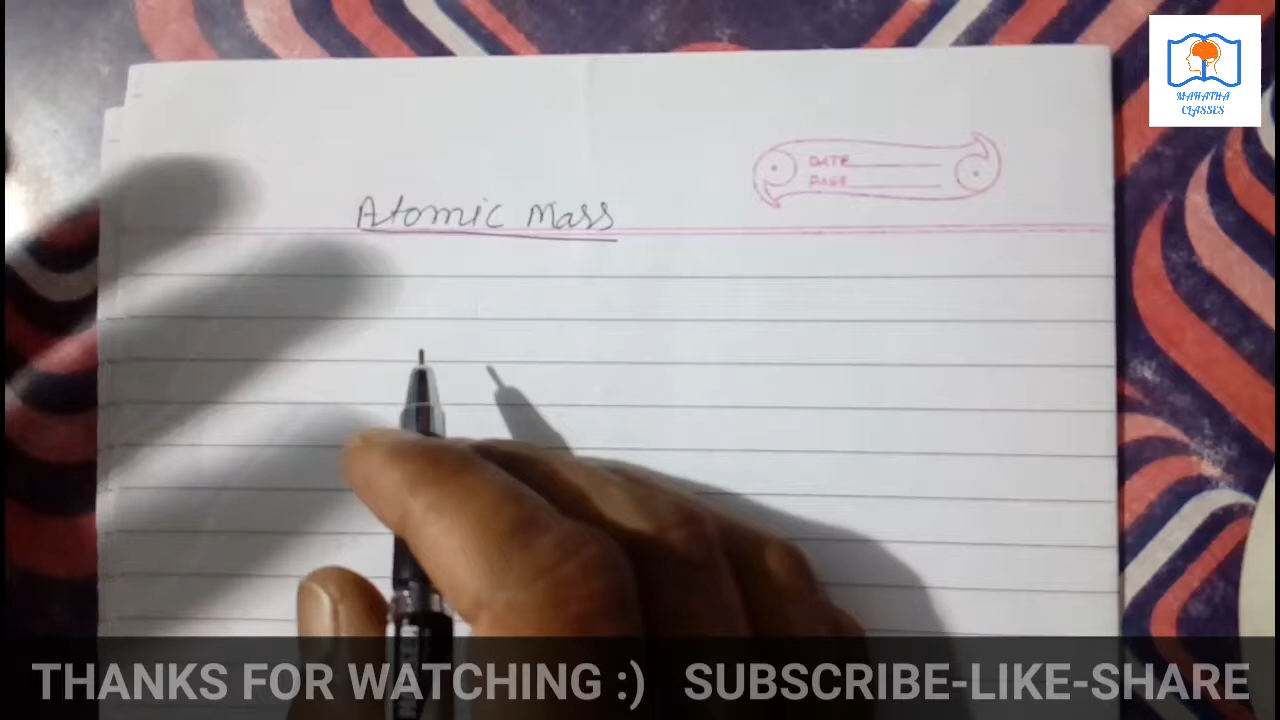 MAHATHA
CLASSES
DATE
PAGE
Atomic Mass
THANKS FOR WATCHING :) SUBSCRIBE-LIKE-SHARE